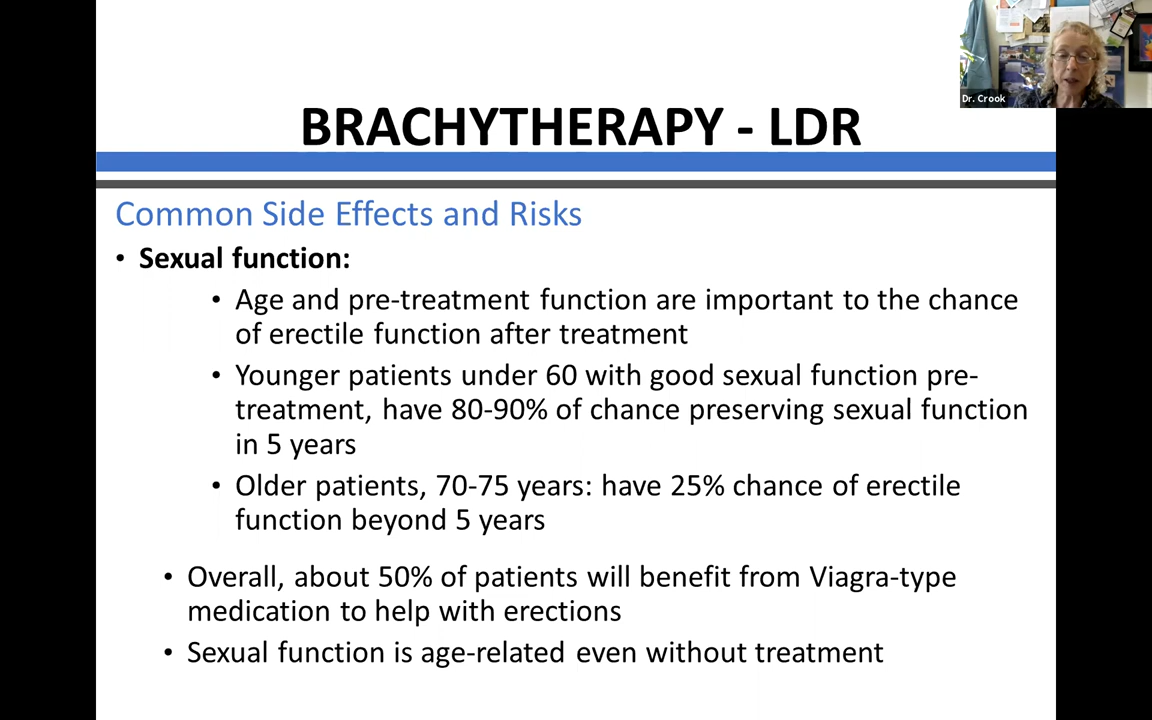 Dr. Crook
BRACHYTHERAPY - LDR
Common Side Effects and Risks
• Sexual function:
• Age and pre-treatment function are important to the chance
of erectile function after treatment
• Younger patients under 60 with good sexual function pre-
treatment, have 80-90% of chance preserving sexual function
in 5 years
• Older patients, 70-75 years: have 25% chance of erectile
function beyond 5 years
• Overall, about 50% of patients will benefit from Viagra-type
medication to help with erections
• Sexual function is age-related even without treatment